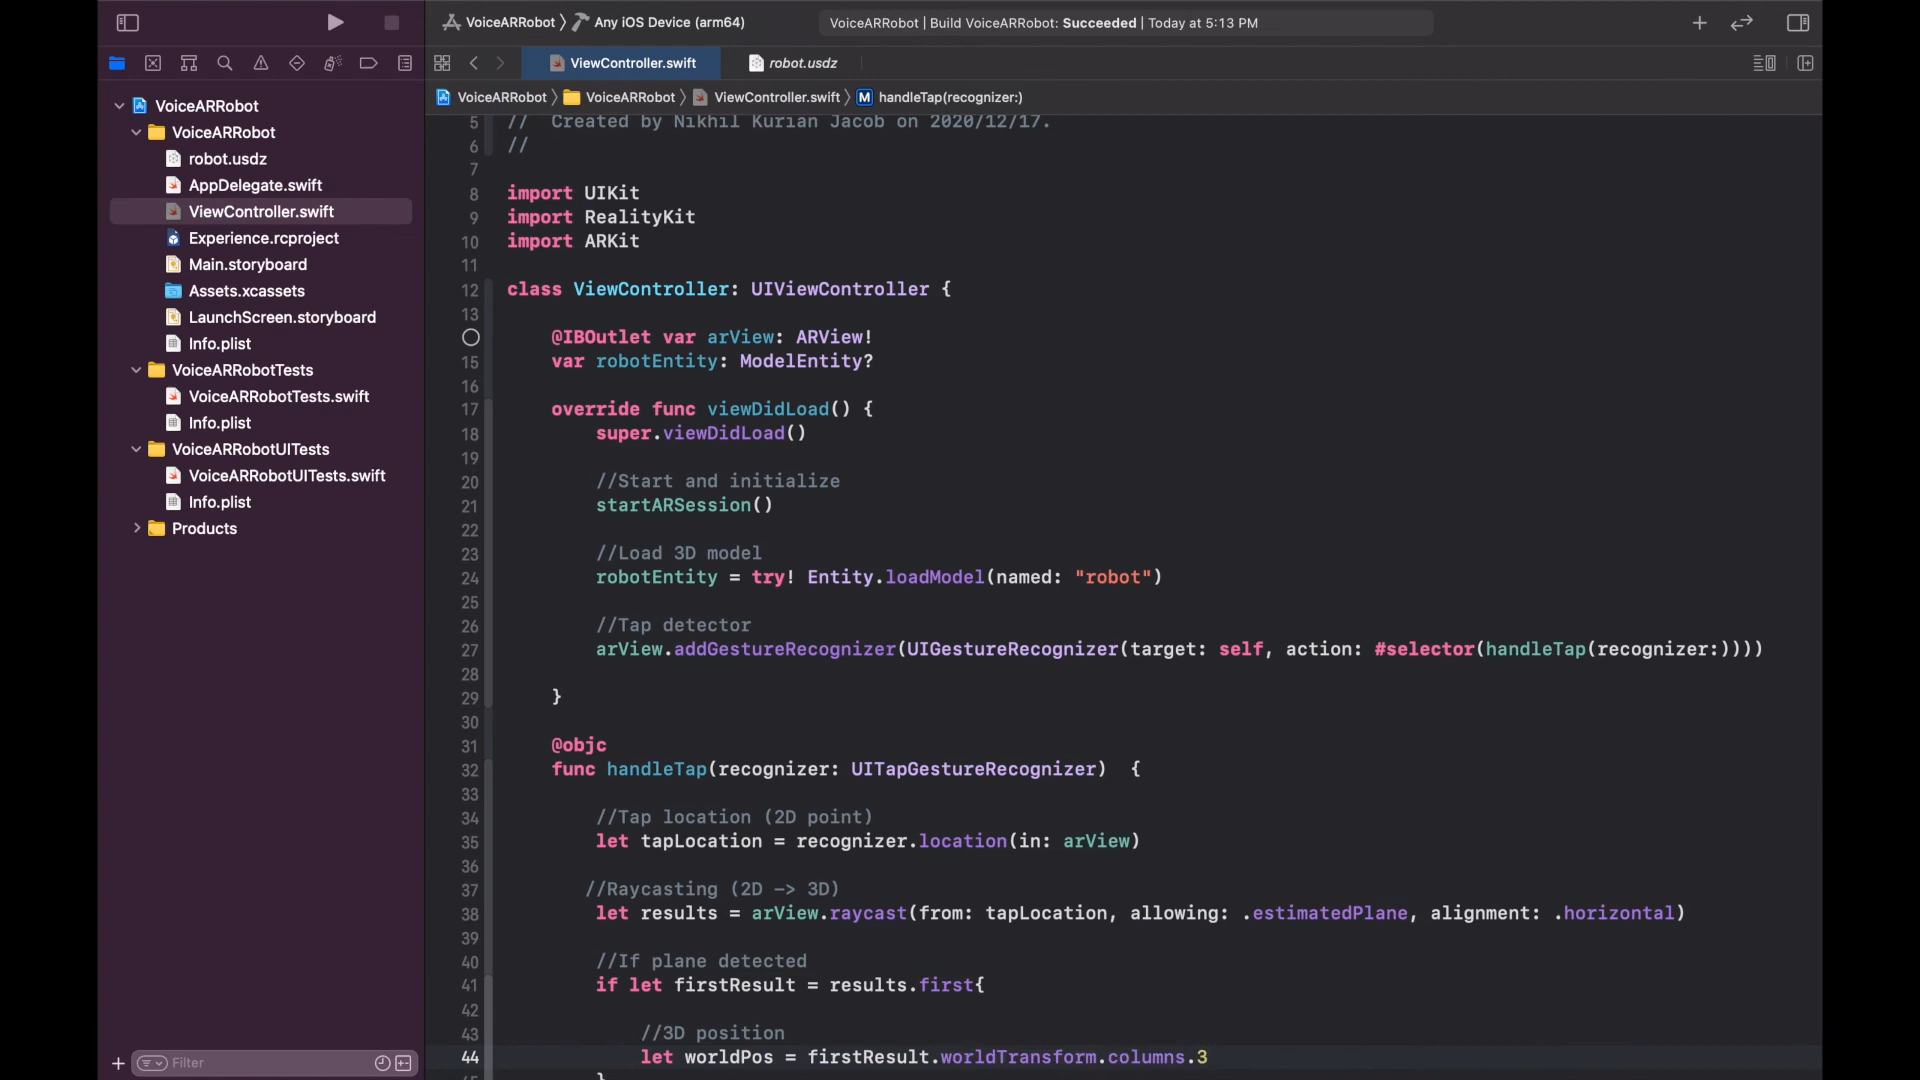 VoiceARRobot
Any iOS Device (arm64)
VoiceARRobot | Build VoiceARRobot: Succeeded | Today at 5:13 PM
ViewController.swift
robot.usdz
VoiceARRobot
VoiceARRobot
ViewController.swift
M handleTap(recognizer:)
VoiceARRobot
VoiceARRobot
robot.usdz
AppDelegate.swift
ViewController.swift
Experience.rcproject
Main.storyboard
Assets.xcassets
LaunchScreen.storyboard
Info.plist
VoiceARRobotTests
VoiceARRobotTests.swift
Info.plist
VoiceARRobotUITests
VoiceARRobotUITests.swift
Info.plist
Products
Filter
5 // Created by Nikhil Kurian Jacob on 2020/12/17.
6 //
7
8 import UIKit
9 import RealityKit
10 import ARKit
11
12 class ViewController: UIViewController {
13
@IBOutlet var arView: ARView!
15 var robotEntity: ModelEntity?
16
17 override func viewDidLoad() {
18 super.viewDidLoad()
19
20 //Start and initialize
21 startARSession()
22
23 //Load 3D model
24 robotEntity = try! Entity.loadModel(named: "robot")
25
26 //Tap detector
27 arView.addGestureRecognizer(UIGestureRecognizer(target: self, action: #selector(handleTap(recognizer:))))
28
29 }
30
31 @objc
32 func handleTap(recognizer: UITapGestureRecognizer) {
33
34 //Tap location (2D point)
35 let tapLocation = recognizer.location(in: arView)
36
37 //Raycasting (2D -> 3D)
38 let results = arView.raycast(from: tapLocation, allowing: .estimatedPlane, alignment: .horizontal)
39
40 //If plane detected
41 if let firstResult = results.first{
42
43 //3D position
44 let worldPos = firstResult.worldTransform.columns.3